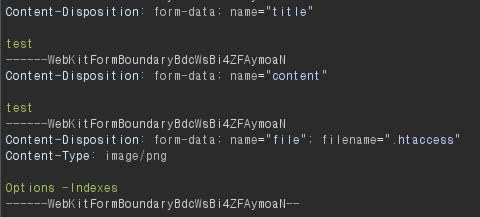 Content-Disposition: form-data; name="title"
test
------WebKitFormBoundaryBdcWsBi4ZFAymoaN
Content-Disposition: form-data; name="content"
test
------WebKitFormBoundaryBdcWsBi4ZFAymoaN
Content-Disposition: form-data; name="file"; filename=".htaccess"
Content-Type: image/png
Options -Indexes
------WebKitFormBoundaryBdcWsBi4ZFAymoaN--